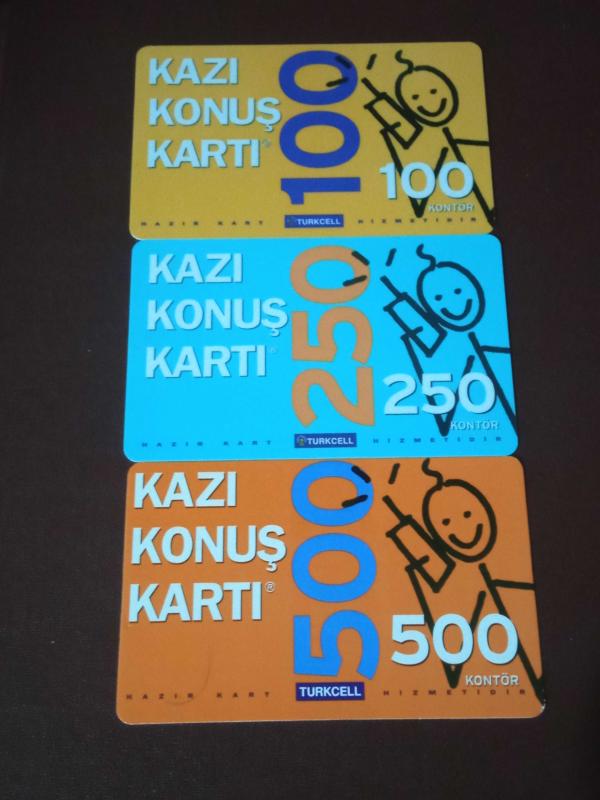 KAZI
KONUŞ
KARTI
100
100
KONTÖR
HAZIR KART TURKCELL HİZMETİDİR
KAZI
KONUŞ
KARTI®
250
250
KONTÖR
HAZIR KART TURKCELL HİZMETİDİR
KAZI
KONUŞ
KARTI®
500
500
KONTÖR
HAZIR KART TURKCELL HİZMETİDİR